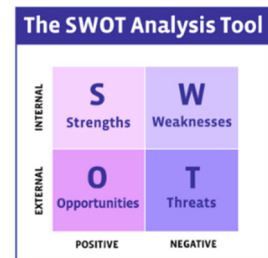 The SWOT Analysis Tool
INTERNAL
S
Strengths
W
Weaknesses
EXTERNAL
O
Opportunities
T
Threats
POSITIVE
NEGATIVE